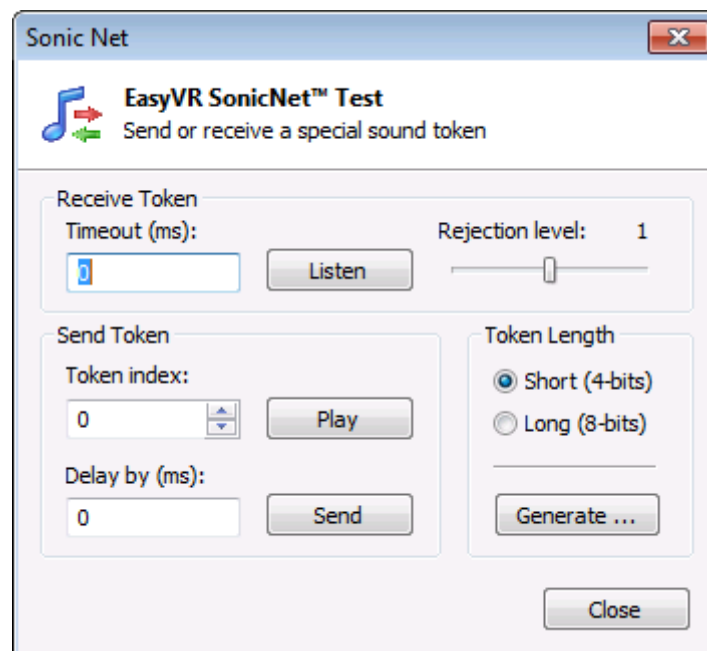 Sonic Net
EasyVR SonicNet™ Test
Send or receive a special sound token
Receive Token
Timeout (ms):
Rejection level: 1
0
Listen
Send Token
Token index:
0
Play
Delay by (ms):
0
Send
Token Length
Short (4-bits)
Long (8-bits)
Generate ...
Close